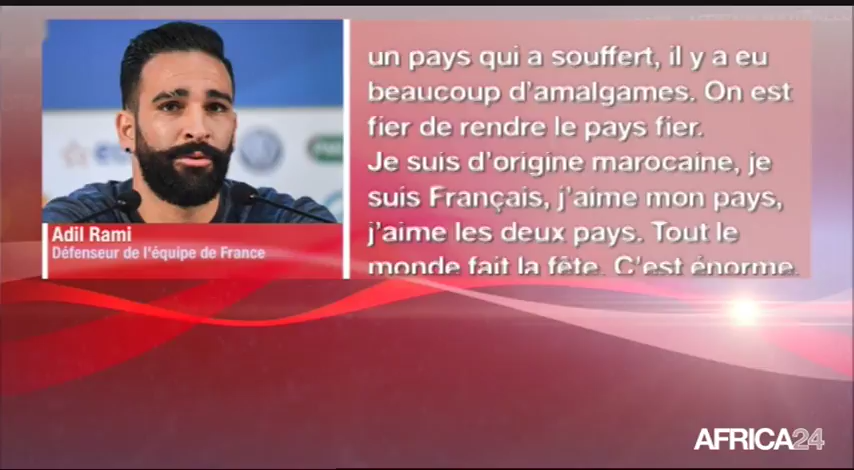 un pays qui a souffert, il y a eu
beaucoup d'amalgames. On est
fier de rendre le pays fier.
Je suis d'origine marocaine, je
suis Français, j'aime mon pays,
j'aime les deux pays. Tout le
monde fait la fête. C'est énorme.
Adil Rami
Défenseur de l'équipe de France
AFRICA24